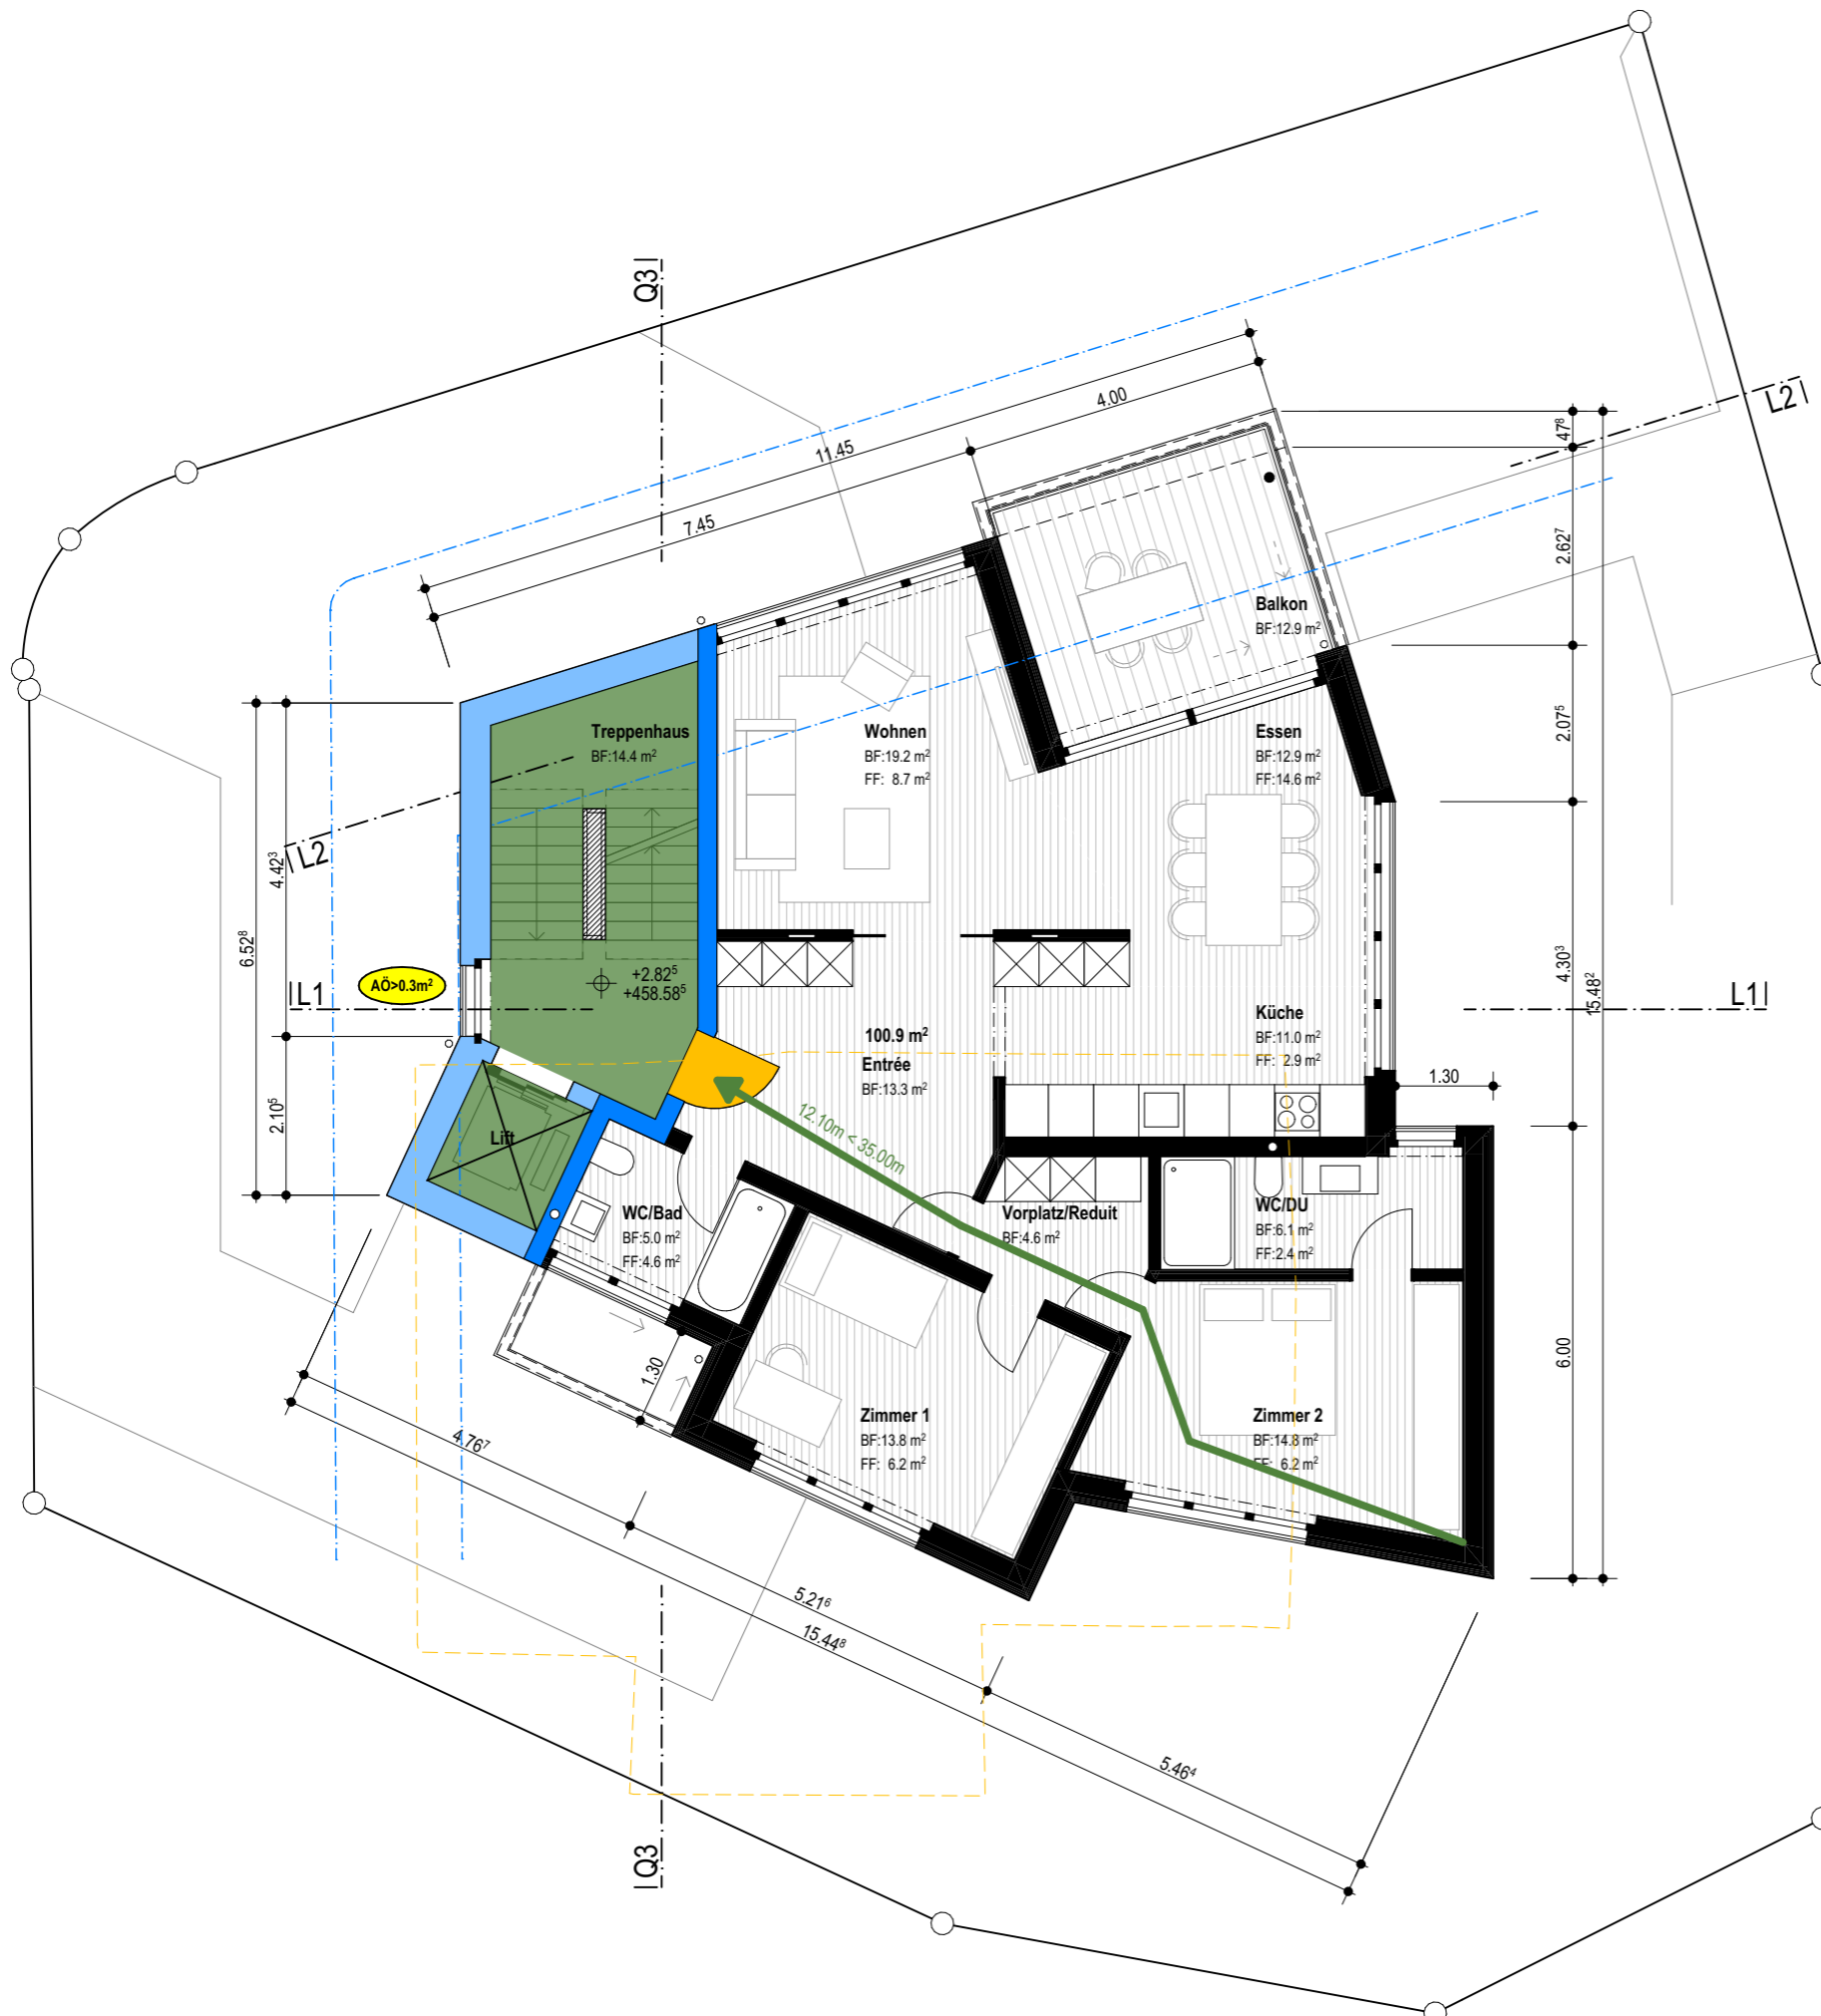 Q3
L2
11.45
4.00
7.45
47⁸
2.62⁷
2.07⁵
4.30³
15.48²
6.00
1.30
Balkon
BF:12.9 m²
Treppenhaus
BF:14.4 m²
Wohnen
BF:19.2 m²
FF: 8.7 m²
Essen
BF:12.9 m²
FF:14.6 m²
L2
4.42³
6.52⁸
2.10⁵
AÖ>0.3m²
L1
+2.82⁵
+458.58⁵
L1
Küche
BF:11.0 m²
FF: 2.9 m²
100.9 m²
Entrée
BF:13.3 m²
12.10m < 35.00m
Lift
WC/Bad
BF:5.0 m²
FF:4.6 m²
Vorplatz/Reduit
BF:4.6 m²
WC/DU
BF:6.1 m²
FF:2.4 m²
1.30
Zimmer 1
BF:13.8 m²
FF: 6.2 m²
Zimmer 2
BF:14.8 m²
FF: 6.2 m²
4.76⁷
5.21⁶
15.44⁸
5.46⁴
Q3